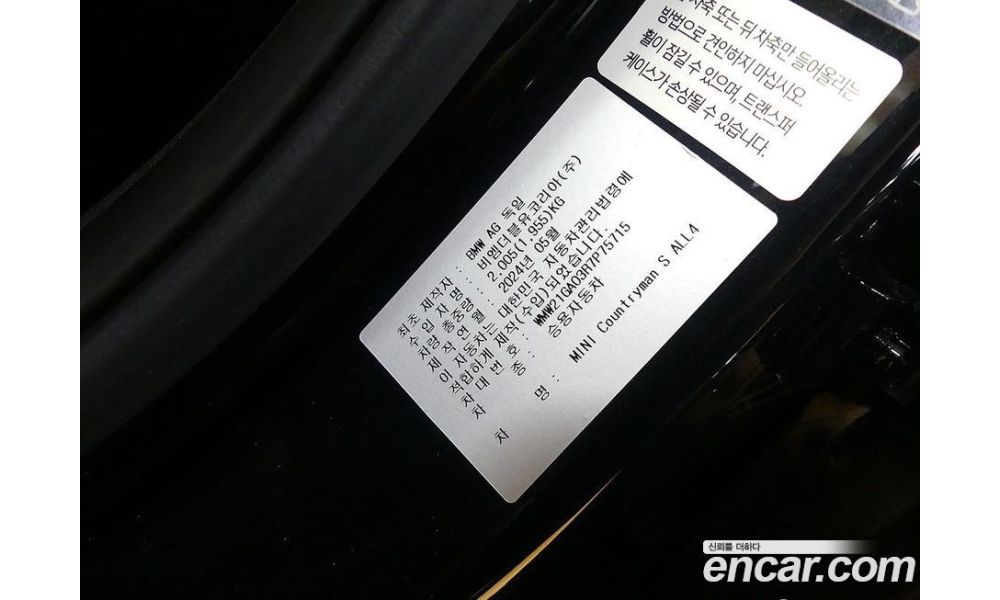 차축 또는 뒤 차축만 들어올리는
방법으로 견인하지 마십시오.
휠이 잠길 수 있으며, 트랜스퍼
케이스가 손상될 수 있습니다.
최초 제작자 : BMW AG 독일
수입 자 명 : 비엠더블유코리아(주)
차량 총중량 : 2,005(1,955)KG
제 작 연 월 : 2024년 05월
이 자동차는 대한민국 자동차관리법령에
적합하게 제작(수입)되었습니다
차 대 번 호 : WMW21GA03R7P75715
차 종 : 승용자동차
차 명 : MINI Countryman S ALL4
신뢰를 더하다
encar.com